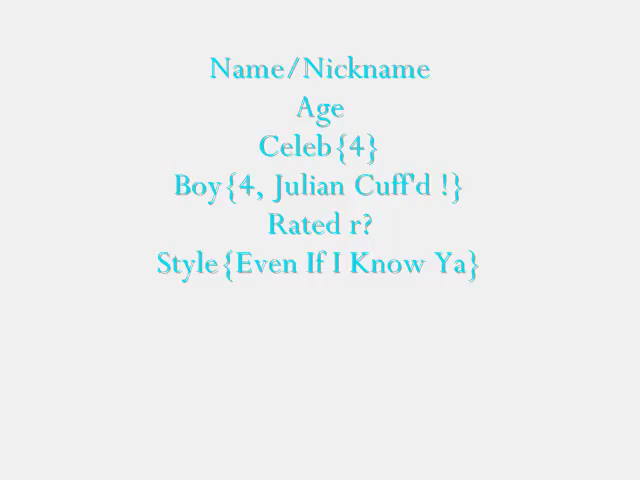 Name/Nickname
Age
Celeb{4}
Boy{4, Julian Cuff'd !}
Rated r?
Style{Even If I Know Ya}